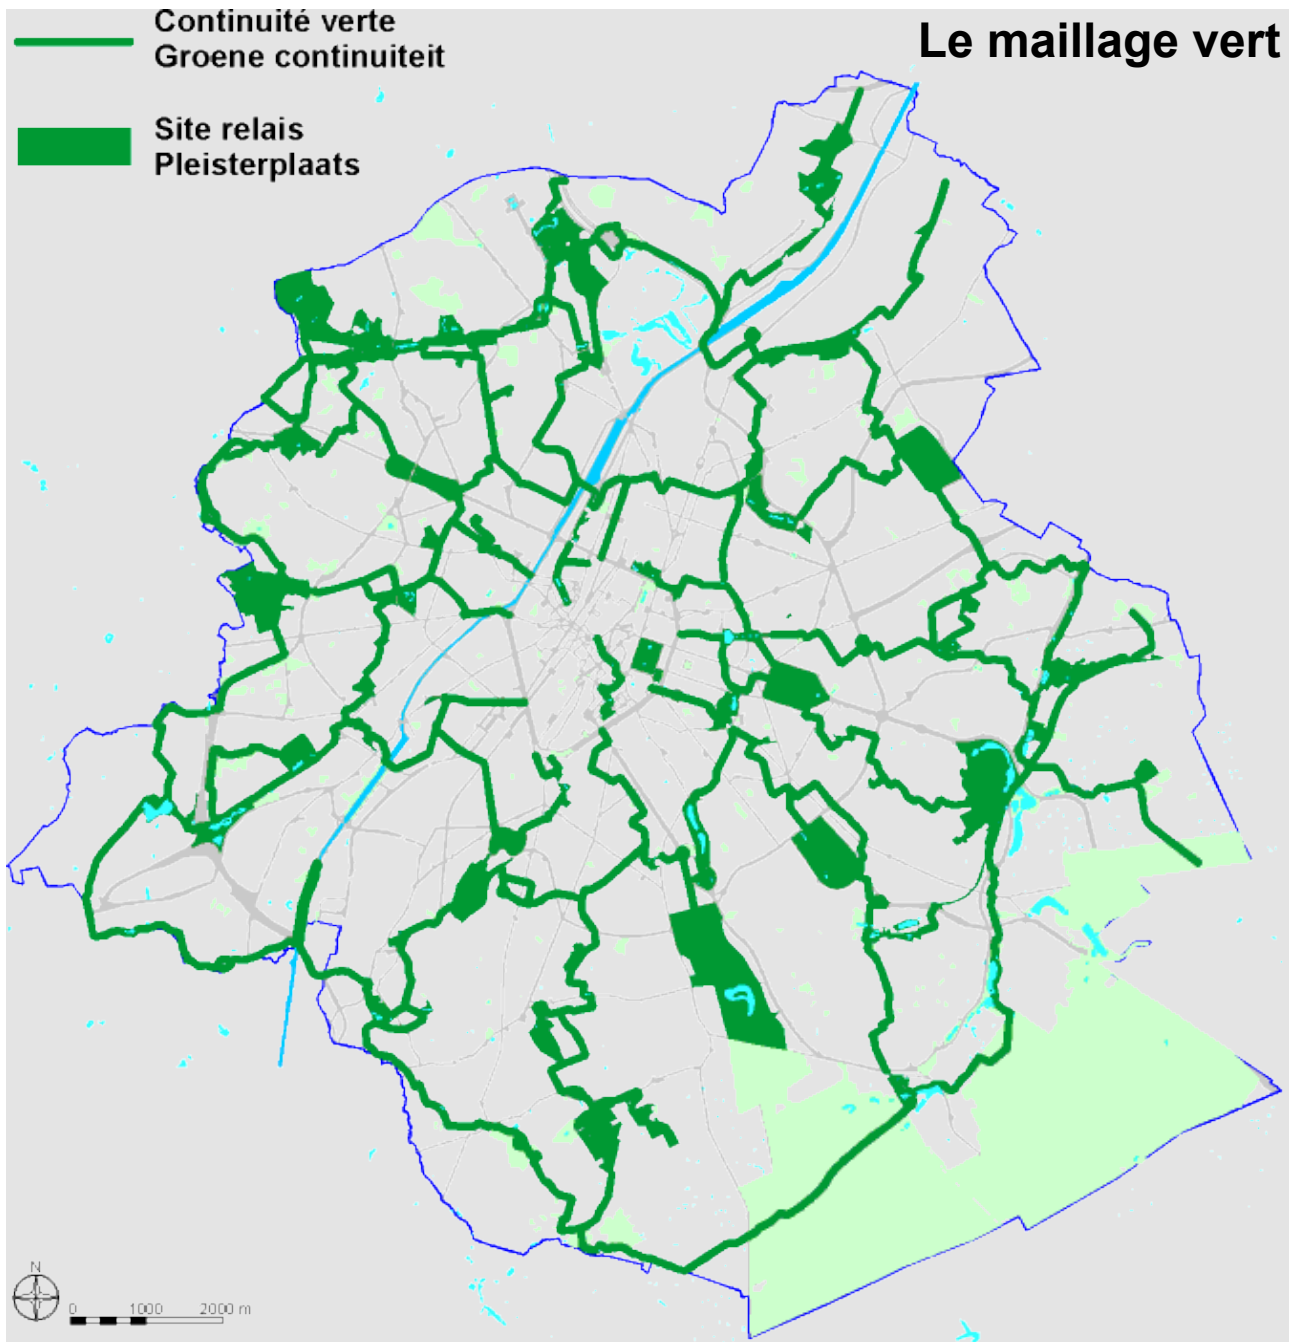 Continuité verte
Groene continuiteit
Le maillage vert
Site relais
Pleisterplaats
N
0 1000 2000 m